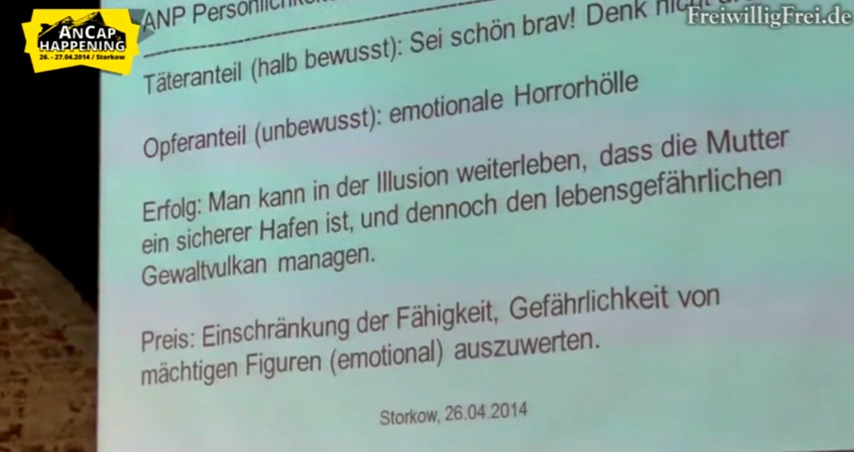 AnCap
HAPPENING
26. - 27.04.2014 / Storkow
FreiwilligFrei.de
ANP
Täteranteil (halb bewusst): Sei schön brav! Denk
Opferanteil (unbewusst): emotionale Horrorhölle
Erfolg: Man kann in der Illusion weiterleben, dass die Mutter
ein sicherer Hafen ist, und dennoch den lebensgefährlichen
Gewaltvulkan managen.
Preis: Einschränkung der Fähigkeit, Gefährlichkeit von
mächtigen Figuren (emotional) auszuwerten.
Storkow, 26.04.2014